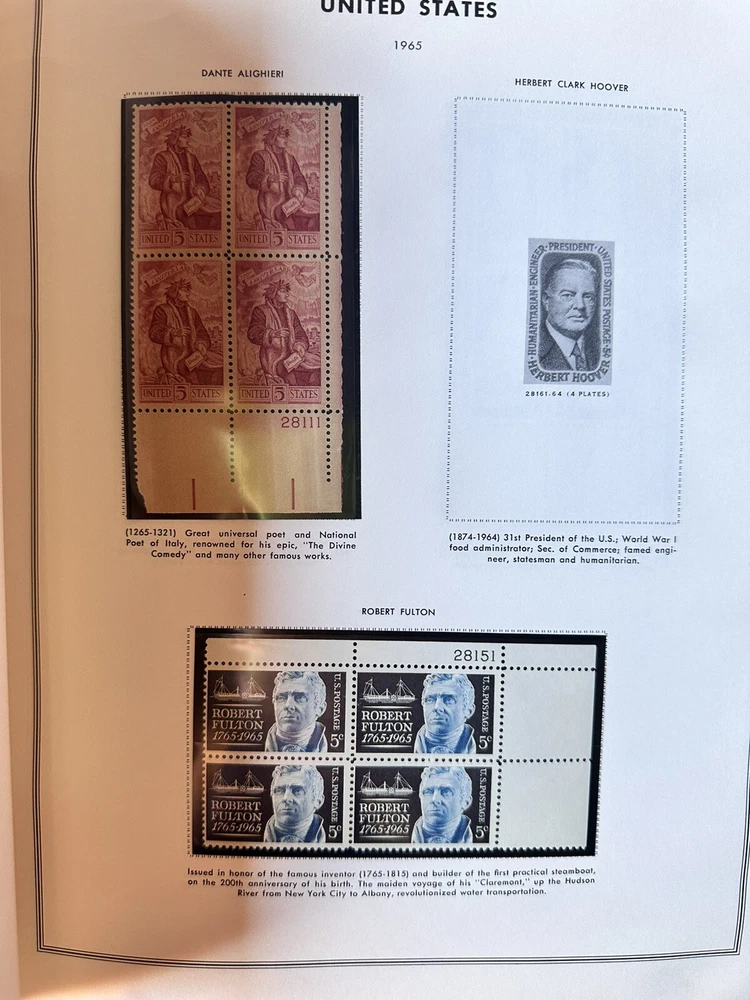 UNITED STATES
1965
DANTE ALIGHIERI
UNITED 5 STATES
UNITED 5 STATES
UNITED 5 STATES
UNITED 5 STATES
28111
(1265-1321) Great universal poet and National
Poet of Italy, renowned for his epic, "The Divine
Comedy" and many other famous works.
HERBERT CLARK HOOVER
HUMANITARIAN·ENGINEER·PRESIDENT·UNITED STATES POSTAGE·5¢
HERBERT HOOVER
28161-64 (4 PLATES)
(1874-1964) 31st President of the U.S.; World War I
food administrator; Sec. of Commerce; famed engi-
neer, statesman and humanitarian.
ROBERT FULTON
28151
ROBERT
FULTON
1765·1965
U.S.POSTAGE
5c
ROBERT
FULTON
1765·1965
U.S.POSTAGE
5c
ROBERT
FULTON
1765·1965
U.S.POSTAGE
5c
ROBERT
FULTON
1765·1965
U.S.POSTAGE
5c
Issued in honor of the famous inventor (1765-1815) and builder of the first practical steamboat,
on the 200th anniversary of his birth. The maiden voyage of his "Claremont," up the Hudson
River from New York City to Albany, revolutionized water transportation.